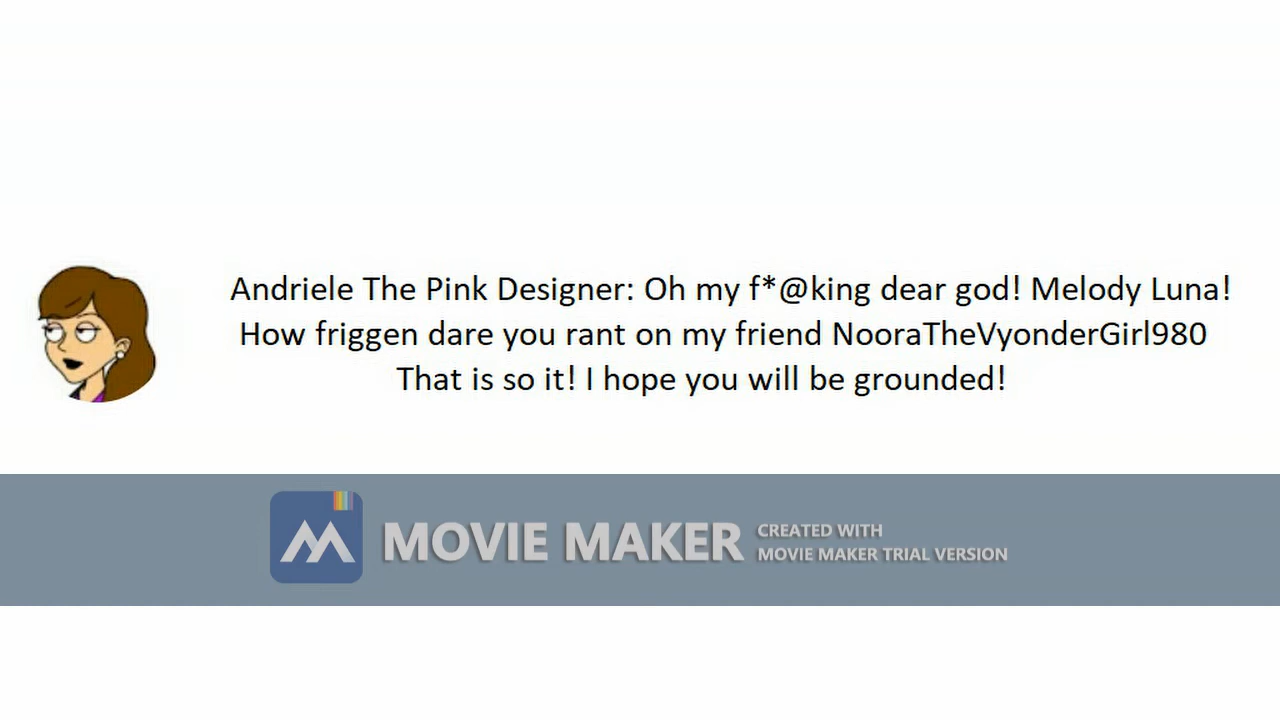 Andriele The Pink Designer: Oh my f*@king dear god! Melody Luna!
How friggen dare you rant on my friend NooraTheVyonderGirl980
That is so it! I hope you will be grounded!
MOVIE MAKER
CREATED WITH
MOVIE MAKER TRIAL VERSION